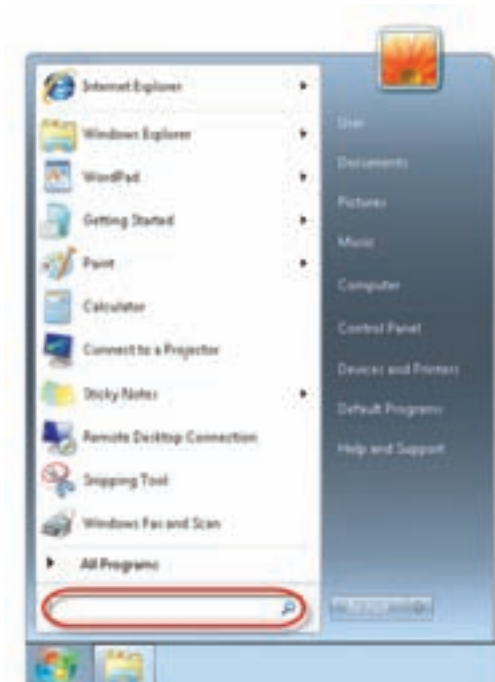 Internet Explorer
Windows Explorer
WordPad
Getting Started
Paint
Calculator
Connect to a Projector
Sticky Notes
Remote Desktop Connection
Snipping Tool
Windows Fax and Scan
All Programs
User
Documents
Pictures
Music
Computer
Control Panel
Devices and Printers
Default Programs
Help and Support